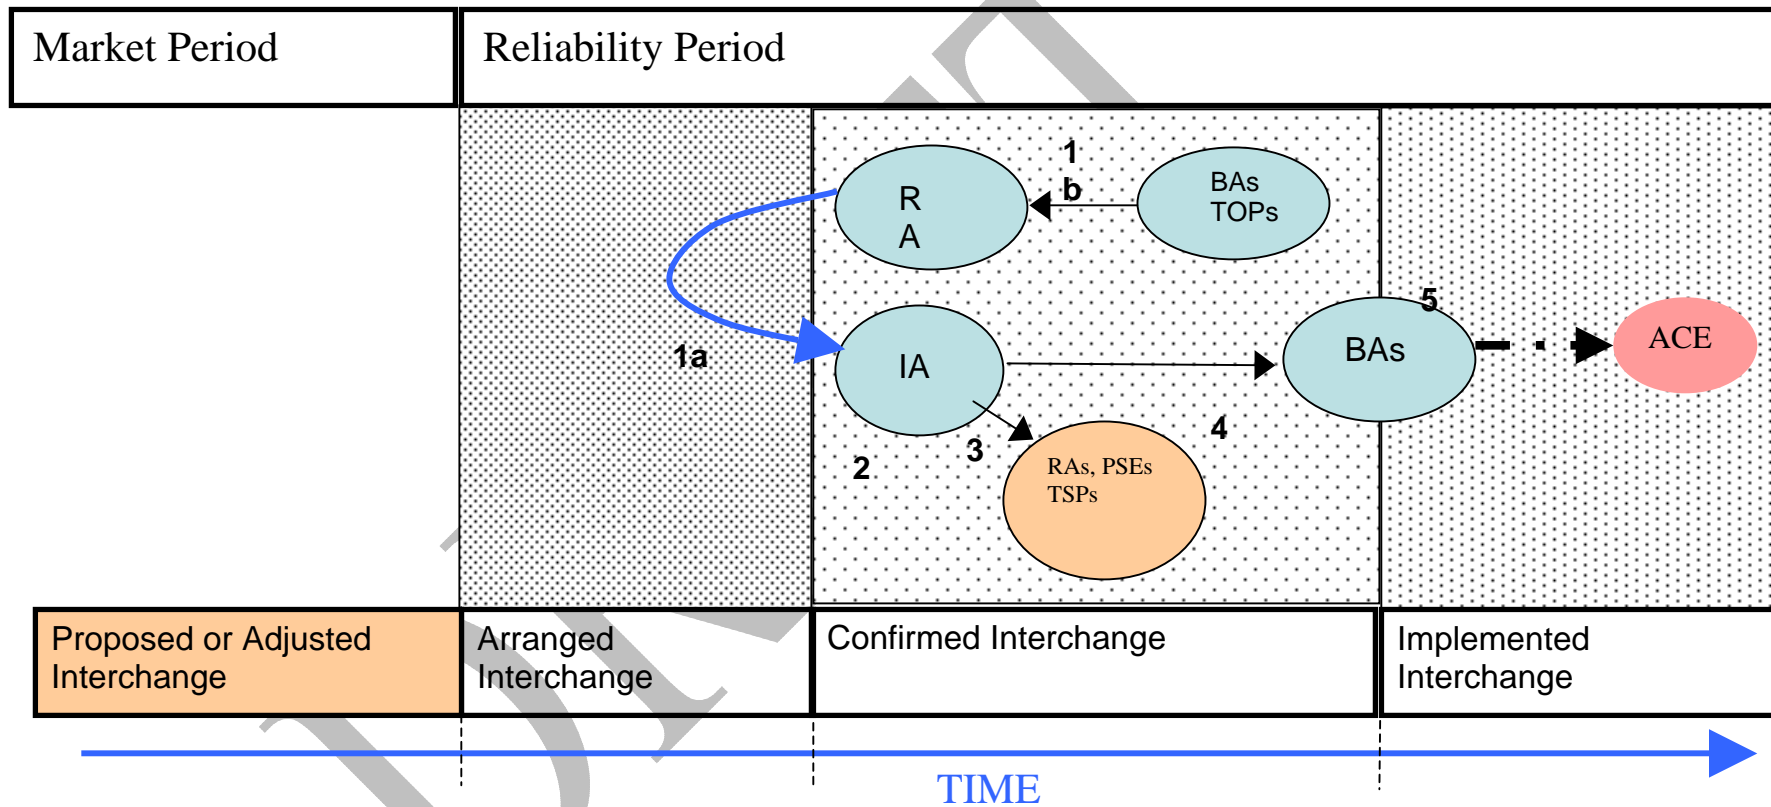 Market Period
Reliability Period
R
A
1
b
BAs
TOPs
1a
IA
BAs
5
ACE
2
3
4
RAs, PSEs
TSPs
Proposed or Adjusted
Interchange
Arranged
Interchange
Confirmed Interchange
Implemented
Interchange
TIME